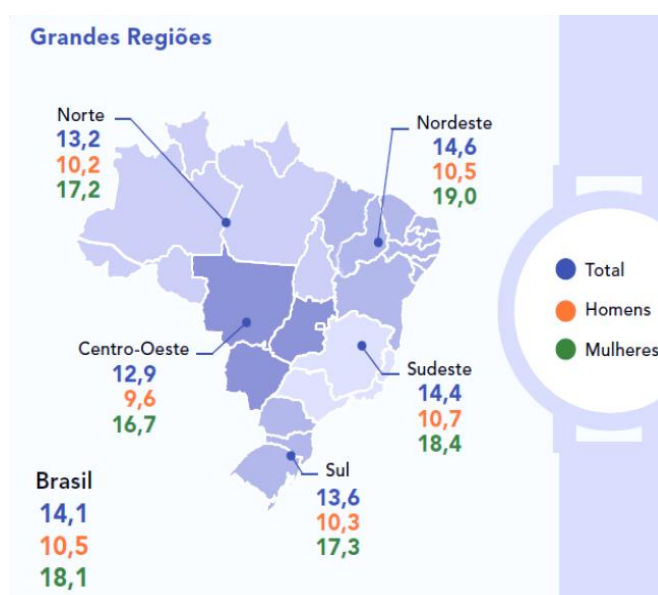 Grandes Regiões
Norte
13,2
10,2
17,2
Nordeste
14,6
10,5
19,0
Total
Homens
Mulheres
Centro-Oeste
12,9
9,6
16,7
Sudeste
14,4
10,7
18,4
Sul
13,6
10,3
17,3
Brasil
14,1
10,5
18,1